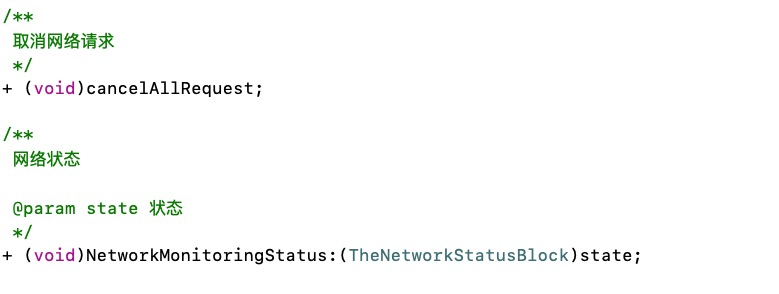 /**
取消网络请求
*/
+ (void)cancelAllRequest;
/**
网络状态
@param state 状态
*/
+ (void)NetworkMonitoringStatus:(TheNetworkStatusBlock)state;